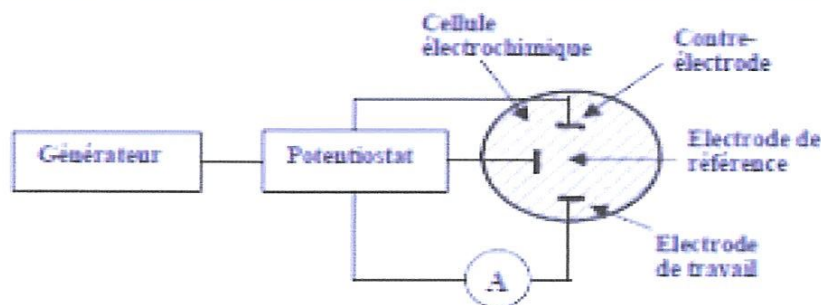 Cellule
électrochimique
Contre-
électrode
Générateur
Potentiostat
Electrode de
référence
A
Electrode
de travail